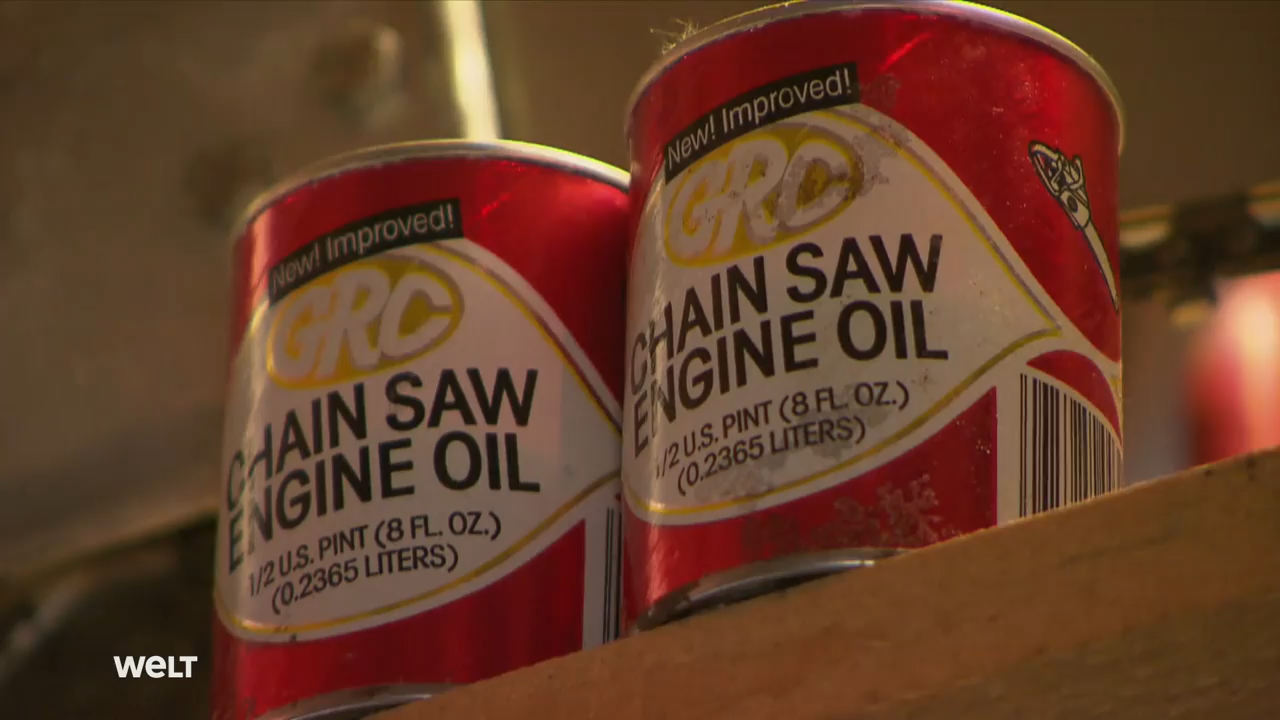 New! Improved!
GRC
CHAIN SAW
ENGINE OIL
1/2 U.S. PINT (8 FL. OZ.)
(0.2365 LITERS)
New! Improved!
GRC
CHAIN SAW
ENGINE OIL
1/2 U.S. PINT (8 FL. OZ.)
(0.2365 LITERS)
WELT